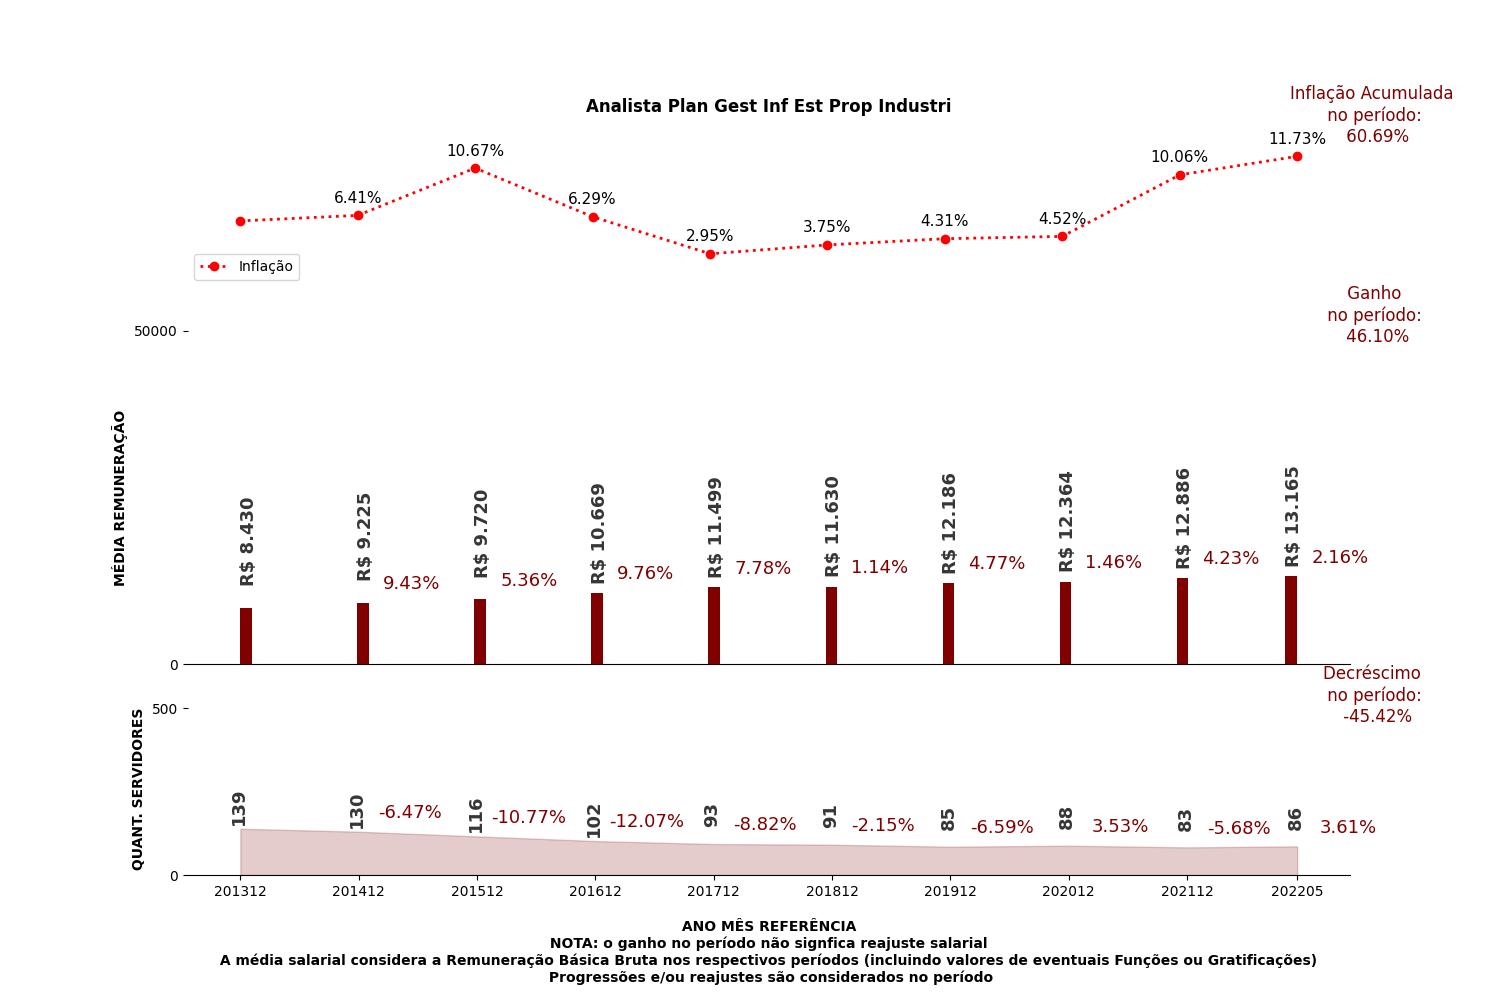 Analista Plan Gest Inf Est Prop Industri
Inflação Acumulada
no período:
60.69%
6.41%
10.67%
6.29%
2.95%
3.75%
4.31%
4.52%
10.06%
11.73%
Inflação
Ganho
no período:
46.10%
50000
0
MÉDIA REMUNERAÇÃO
R$ 8.430
R$ 9.225
R$ 9.720
R$ 10.669
R$ 11.499
R$ 11.630
R$ 12.186
R$ 12.364
R$ 12.886
R$ 13.165
9.43%
5.36%
9.76%
7.78%
1.14%
4.77%
1.46%
4.23%
2.16%
Decréscimo
no período:
-45.42%
500
0
QUANT. SERVIDORES
139
130
116
102
93
91
85
88
83
86
-6.47%
-10.77%
-12.07%
-8.82%
-2.15%
-6.59%
3.53%
-5.68%
3.61%
201312
201412
201512
201612
201712
201812
201912
202012
202112
202205
ANO MÊS REFERÊNCIA
NOTA: o ganho no período não signfica reajuste salarial
A média salarial considera a Remuneração Básica Bruta nos respectivos períodos (incluindo valores de eventuais Funções ou Gratificações)
Progressões e/ou reajustes são considerados no período